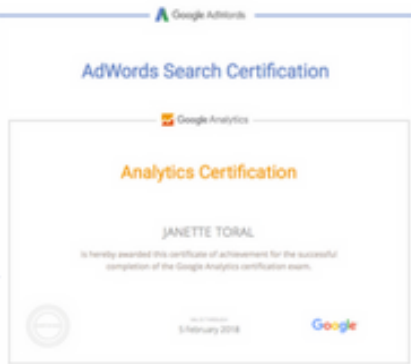 Google AdWords
AdWords Search Certification
Google Analytics
Analytics Certification
JANETTE TORAL
is hereby awarded this certificate of achievement for the successful
completion of the Google Analytics certification exam.
5 February 2018
Google